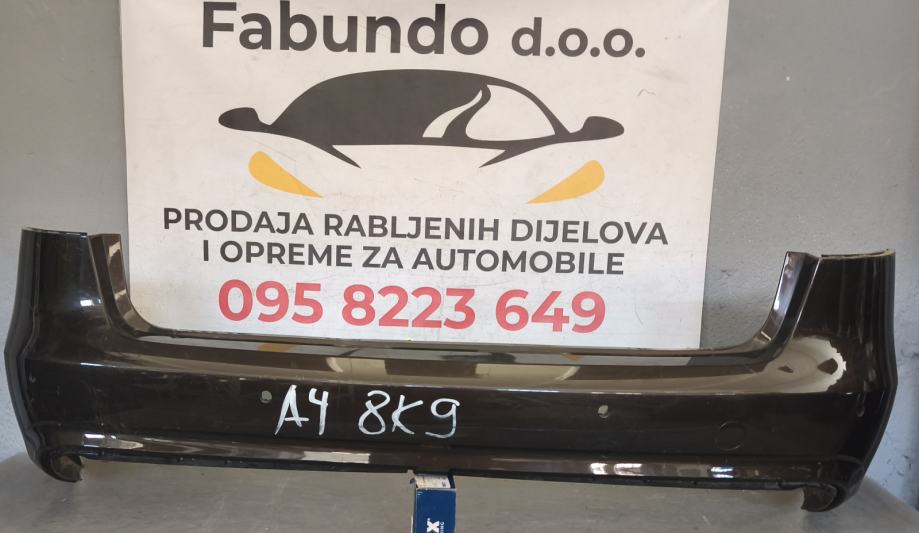 Fabundo d.o.o.
PRODAJA RABLJENIH DIJELOVA
I OPREME ZA AUTOMOBILE
095 8223 649
A4 8K9